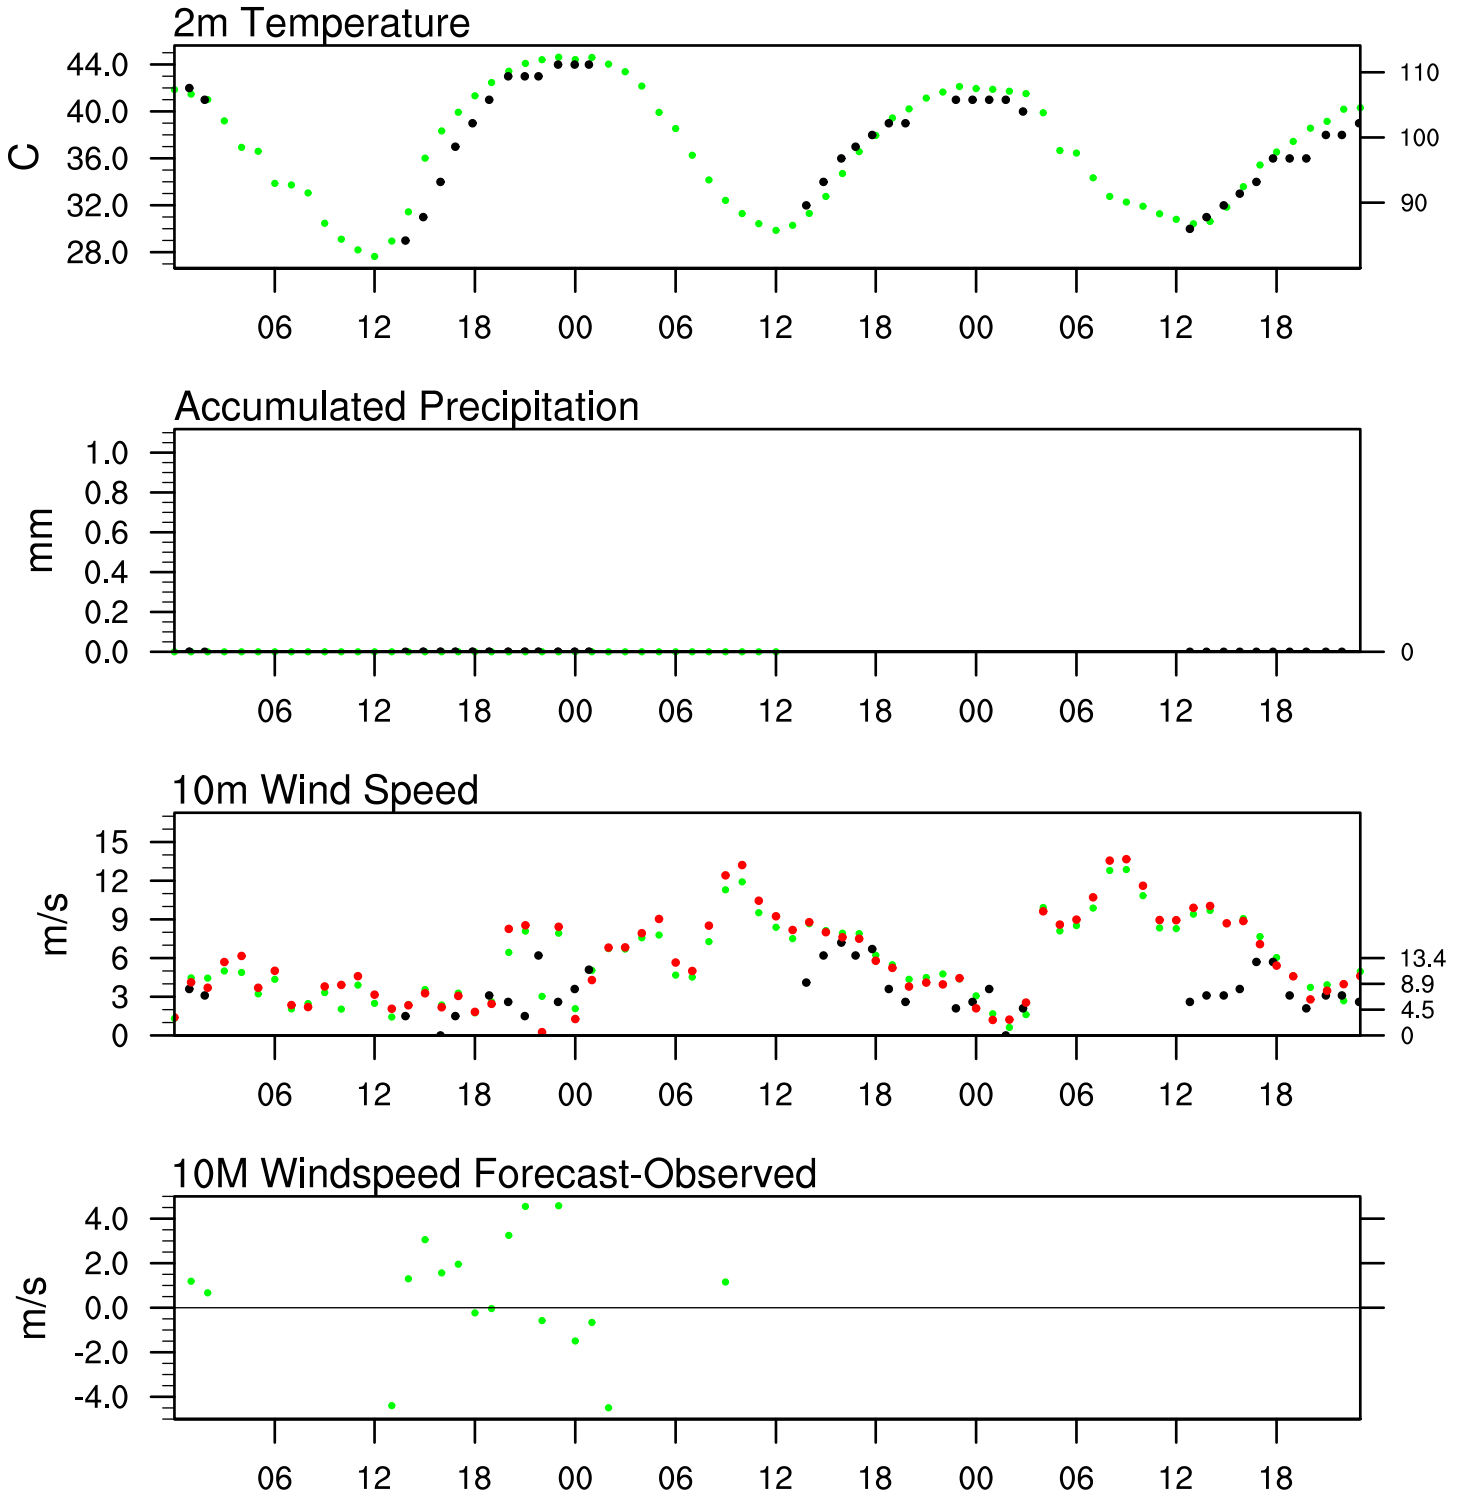 2m Temperature
44.0
40.0
36.0
32.0
28.0
C
110
100
90
06 12 18 00 06 12 18 00 06 12 18
Accumulated Precipitation
1.0
0.8
0.6
0.4
0.2
0.0
mm
0
06 12 18 00 06 12 18 00 06 12 18
10m Wind Speed
15
12
9
6
3
0
m/s
13.4
8.9
4.5
0
06 12 18 00 06 12 18 00 06 12 18
10M Windspeed Forecast-Observed
4.0
2.0
0.0
-2.0
-4.0
m/s
06 12 18 00 06 12 18 00 06 12 18